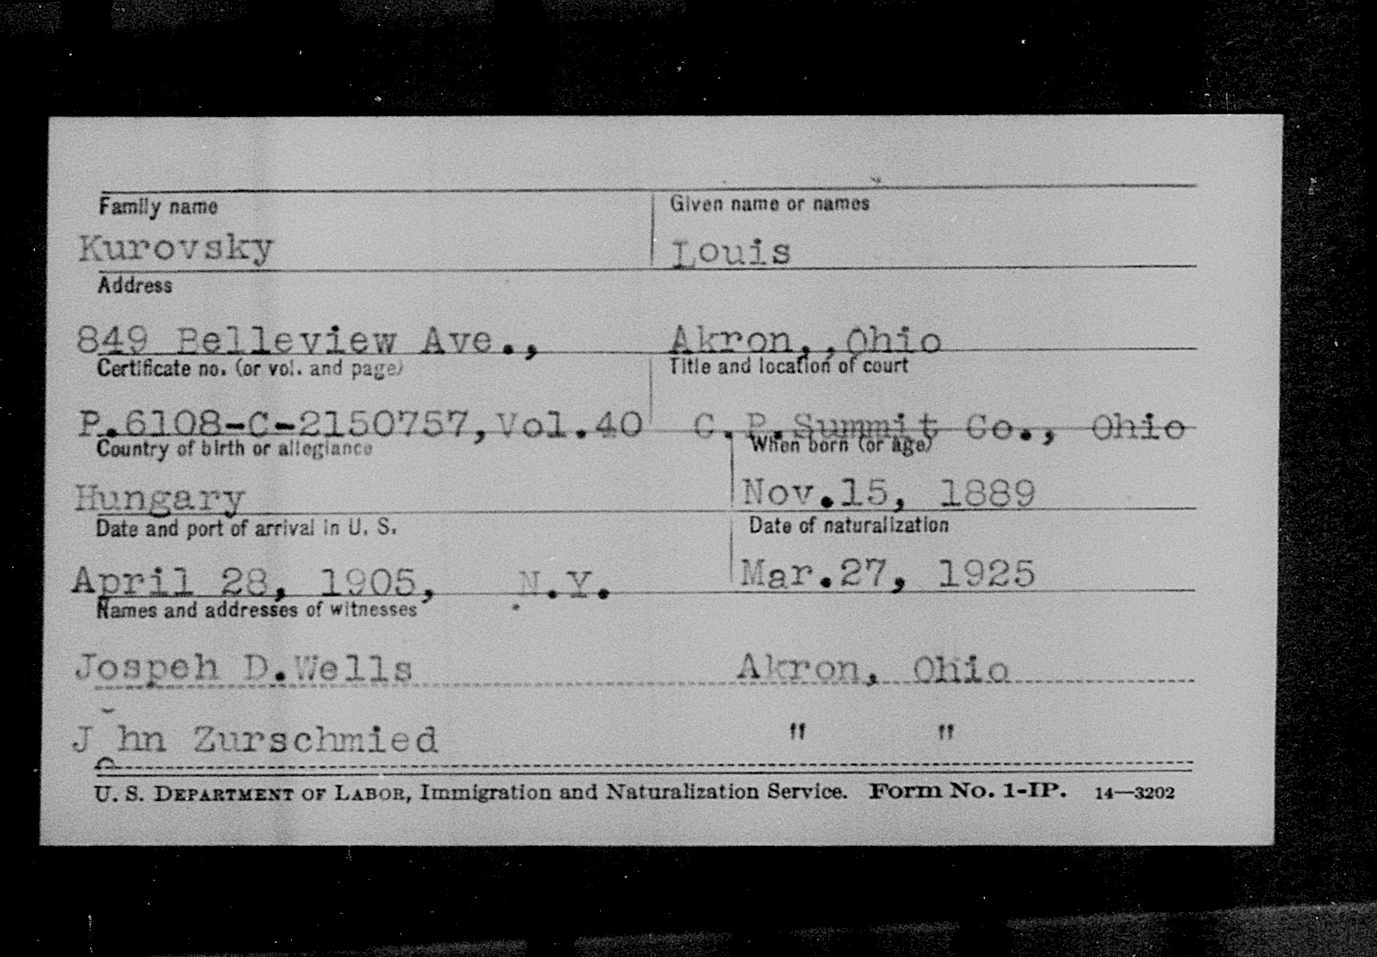 Family name Given name or names
Kurovsky Louis
Address
849 Belleview Ave., Akron, Ohio
Certificate no. (or vol. and page) Title and location of court
P.6108-C-2150757,Vol.40 C.P.Summit Co., Ohio
Country of birth or allegiance When born (or age)
Hungary Nov.15, 1889
Date and port of arrival in U. S. Date of naturalization
April 28, 1905, N.Y. Mar.27, 1925
Names and addresses of witnesses
Jospeh D.Wells Akron, Ohio
John Zurschmied " "
U. S. DEPARTMENT OF LABOR, Immigration and Naturalization Service. Form No. 1-IP. 14—3202